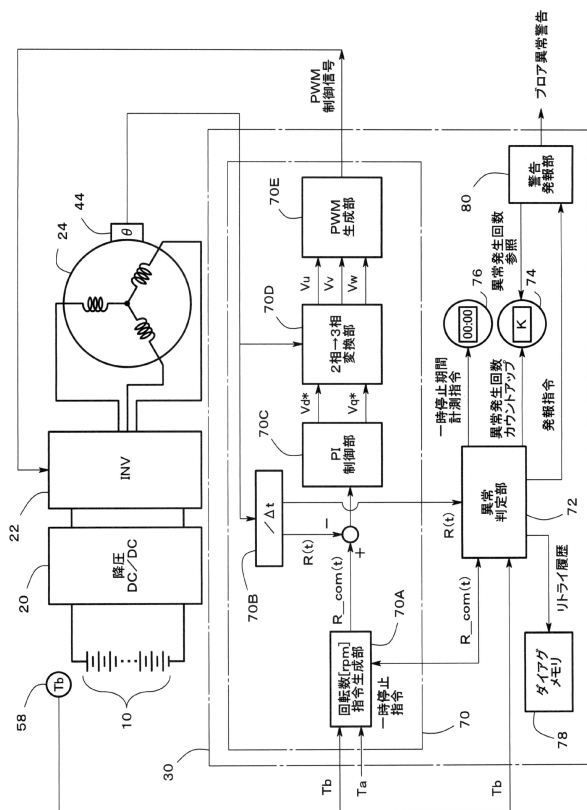 58
Tb
10
20
降圧
DC/DC
22
INV
24
44
θ
PWM
制御信号
30
70
70B
/Δt
R(t)
−
+
R_com(t)
70A
回転数[rpm]
指令生成部
一時停止
指令
Tb
Ta
70C
PI
制御部
Vd*
Vq*
70D
2相→3相
変換部
Vu
Vv
Vw
70E
PWM
生成部
R(t)
R_com(t)
異常
判定部
72
Tb
リトライ履歴
ダイアグ
メモリ
78
一時停止期間
計測指令
00:00
76
異常発生回数
カウントアップ
K
74
異常発生回数
参照
発報指令
80
警告
発報部
ブロア異常警告